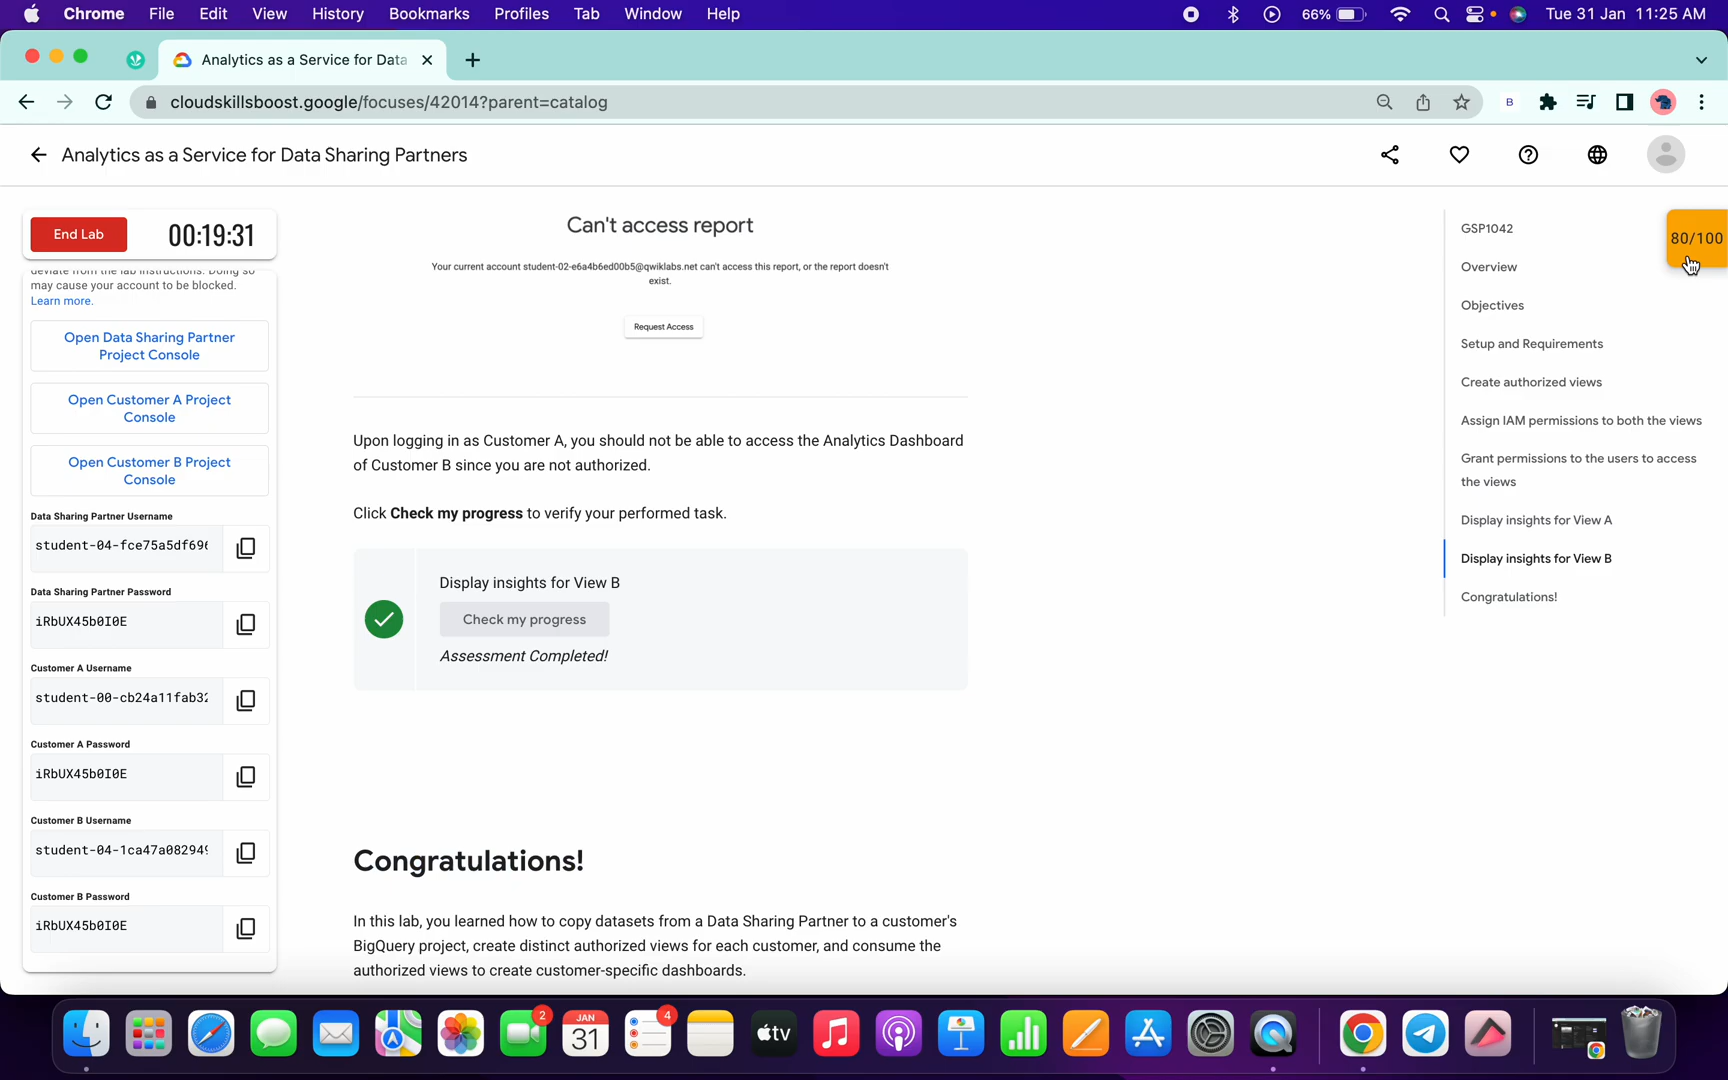 Chrome File Edit View History Bookmarks Profiles Tab Window Help 66% Tue 31 Jan 11:25 AM
Analytics as a Service for Data
cloudskillsboost.google/focuses/42014?parent=catalog
B
Analytics as a Service for Data Sharing Partners
End Lab 00:19:31
deviate from the lab instructions. Doing so
may cause your account to be blocked.
Learn more.
Open Data Sharing Partner
Project Console
Open Customer A Project
Console
Open Customer B Project
Console
Data Sharing Partner Username
student-04-fce75a5df696
Data Sharing Partner Password
iRbUX45b0I0E
Customer A Username
student-00-cb24a11fab32
Customer A Password
iRbUX45b0I0E
Customer B Username
student-04-1ca47a082949
Customer B Password
iRbUX45b0I0E
Can't access report
Your current account student-02-e6a4b6ed00b5@qwiklabs.net can't access this report, or the report doesn't
exist.
Request Access
Upon logging in as Customer A, you should not be able to access the Analytics Dashboard
of Customer B since you are not authorized.
Click Check my progress to verify your performed task.
Display insights for View B
Check my progress
Assessment Completed!
Congratulations!
In this lab, you learned how to copy datasets from a Data Sharing Partner to a customer's
BigQuery project, create distinct authorized views for each customer, and consume the
authorized views to create customer-specific dashboards.
GSP1042
Overview
Objectives
Setup and Requirements
Create authorized views
Assign IAM permissions to both the views
Grant permissions to the users to access
the views
Display insights for View A
Display insights for View B
Congratulations!
80/100
2
JAN
31
4
tv